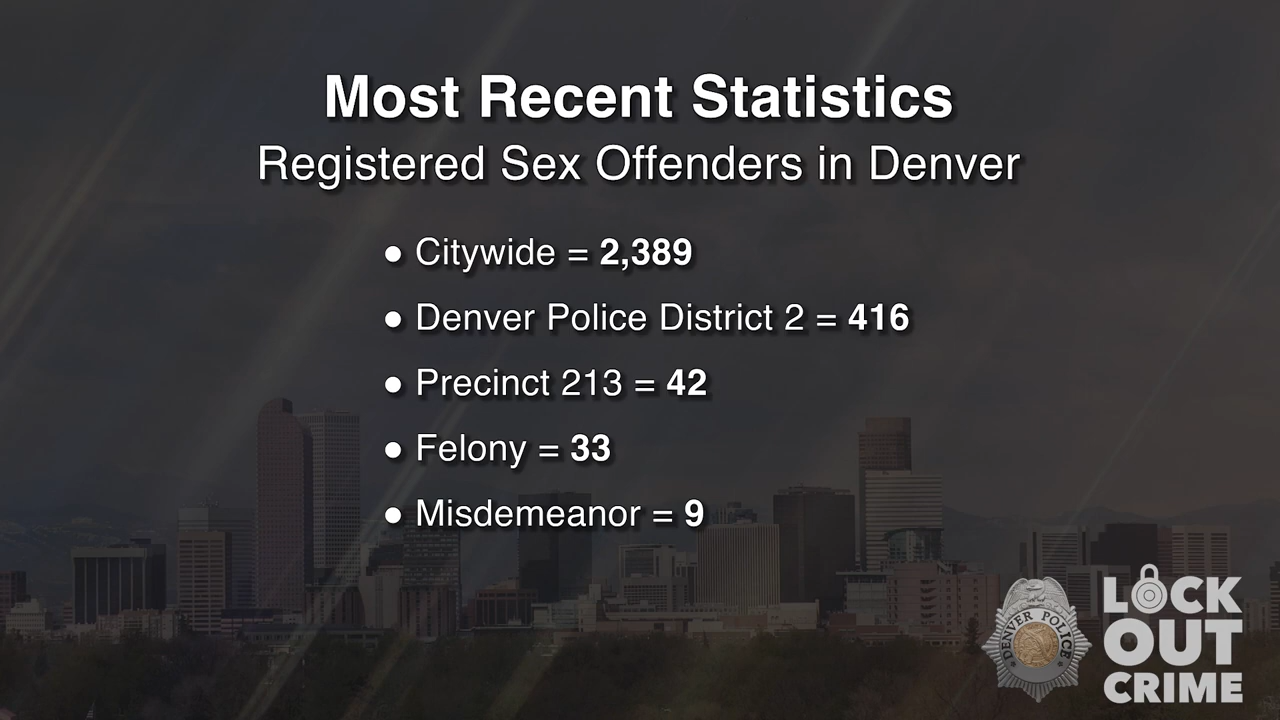 Most Recent Statistics
Registered Sex Offenders in Denver
● Citywide = 2,389
● Denver Police District 2 = 416
● Precinct 213 = 42
● Felony = 33
● Misdemeanor = 9
DENVER POLICE
LOCK
OUT
CRIME